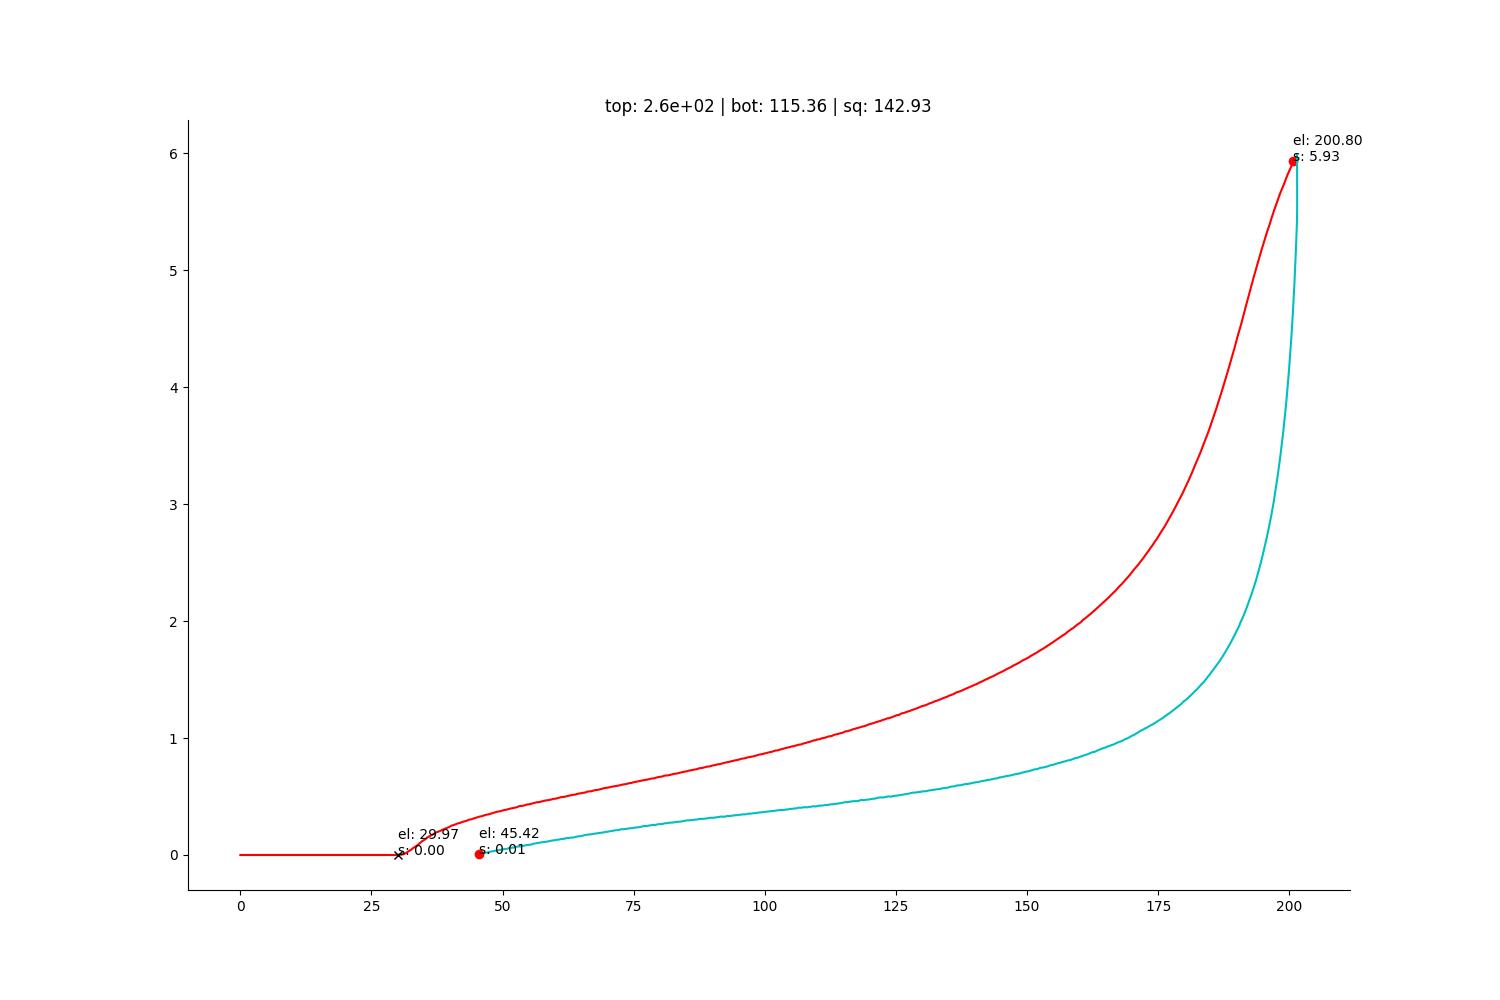 top: 2.6e+02 | bot: 115.36 | sq: 142.93
el: 200.80
s: 5.93
6
5
4
3
2
1
0
el: 29.97
s: 0.00
el: 45.42
s: 0.01
0
25
50
75
100
125
150
175
200